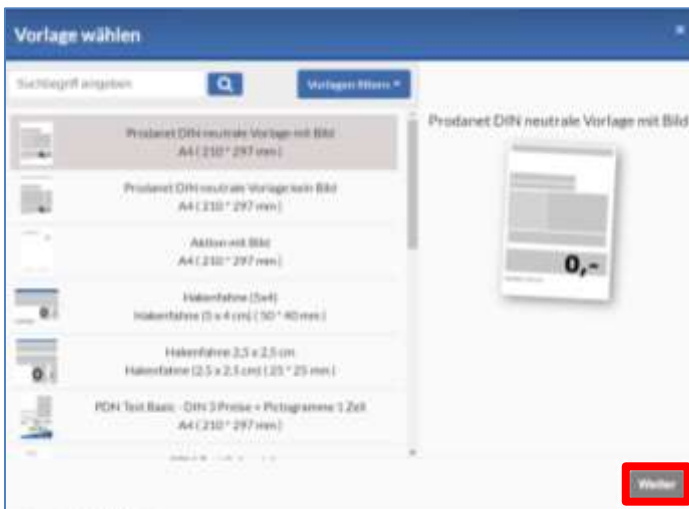 Vorlage wählen
Suchbegriff angeben
Vorlagen filtern
Prodanet DIN neutrale Vorlage mit Bild
A4 ( 210 * 297 mm )
Prodanet DIN neutrale Vorlage kein Bild
A4 ( 210 * 297 mm )
Aktion mit Bild
A4 ( 210 * 297 mm )
Hakenfahne (5x4)
Hakenfahne (5 x 4 cm) ( 50 * 40 mm )
Hakenfahne 2,5 x 2,5 cm
Hakenfahne (2.5 x 2.5 cm) ( 25 * 25 mm )
PDN Test Basic - DIN 3 Preise + Pictogramme 1 Zeil
A4 ( 210 * 297 mm )
Prodanet DIN neutrale Vorlage mit Bild
0,-
Weiter